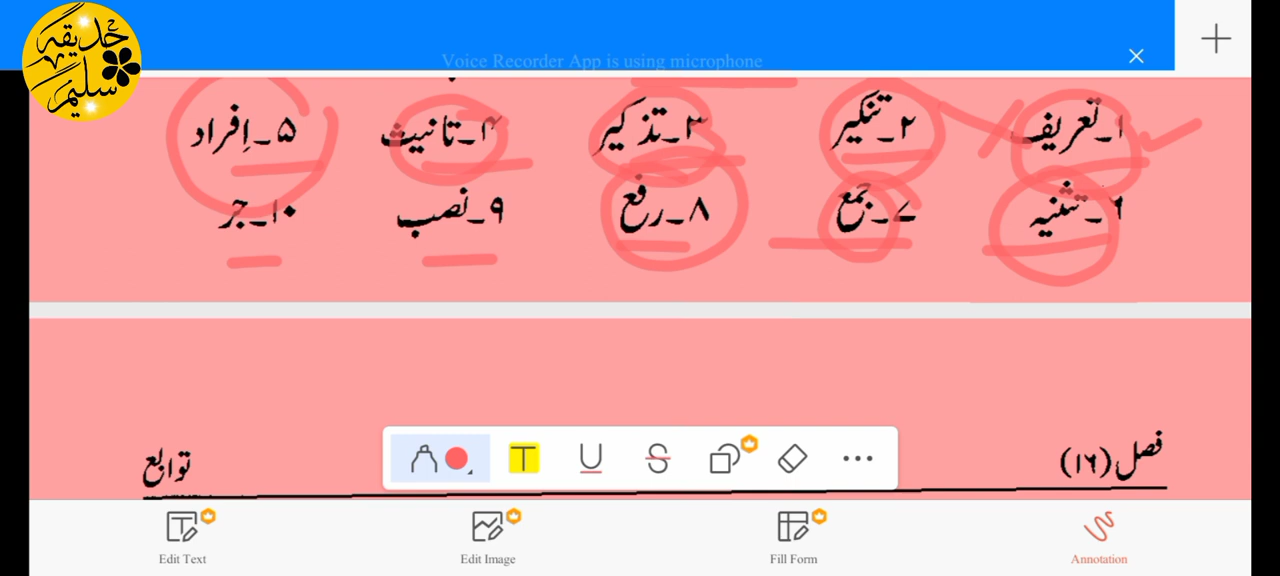 حدیقہ
سلیم
Voice Recorder App is using microphone
۱۔تعریف ۲۔تنکیر ۳۔تذکیر ۴۔تانیث ۵۔اِفراد
۶۔تثنیہ ۷۔جمع ۸۔رفع ۹۔نصب ۱۰۔جر
فصل (۱۶) توابع
T
U
S
Edit Text
Edit Image
Fill Form
Annotation